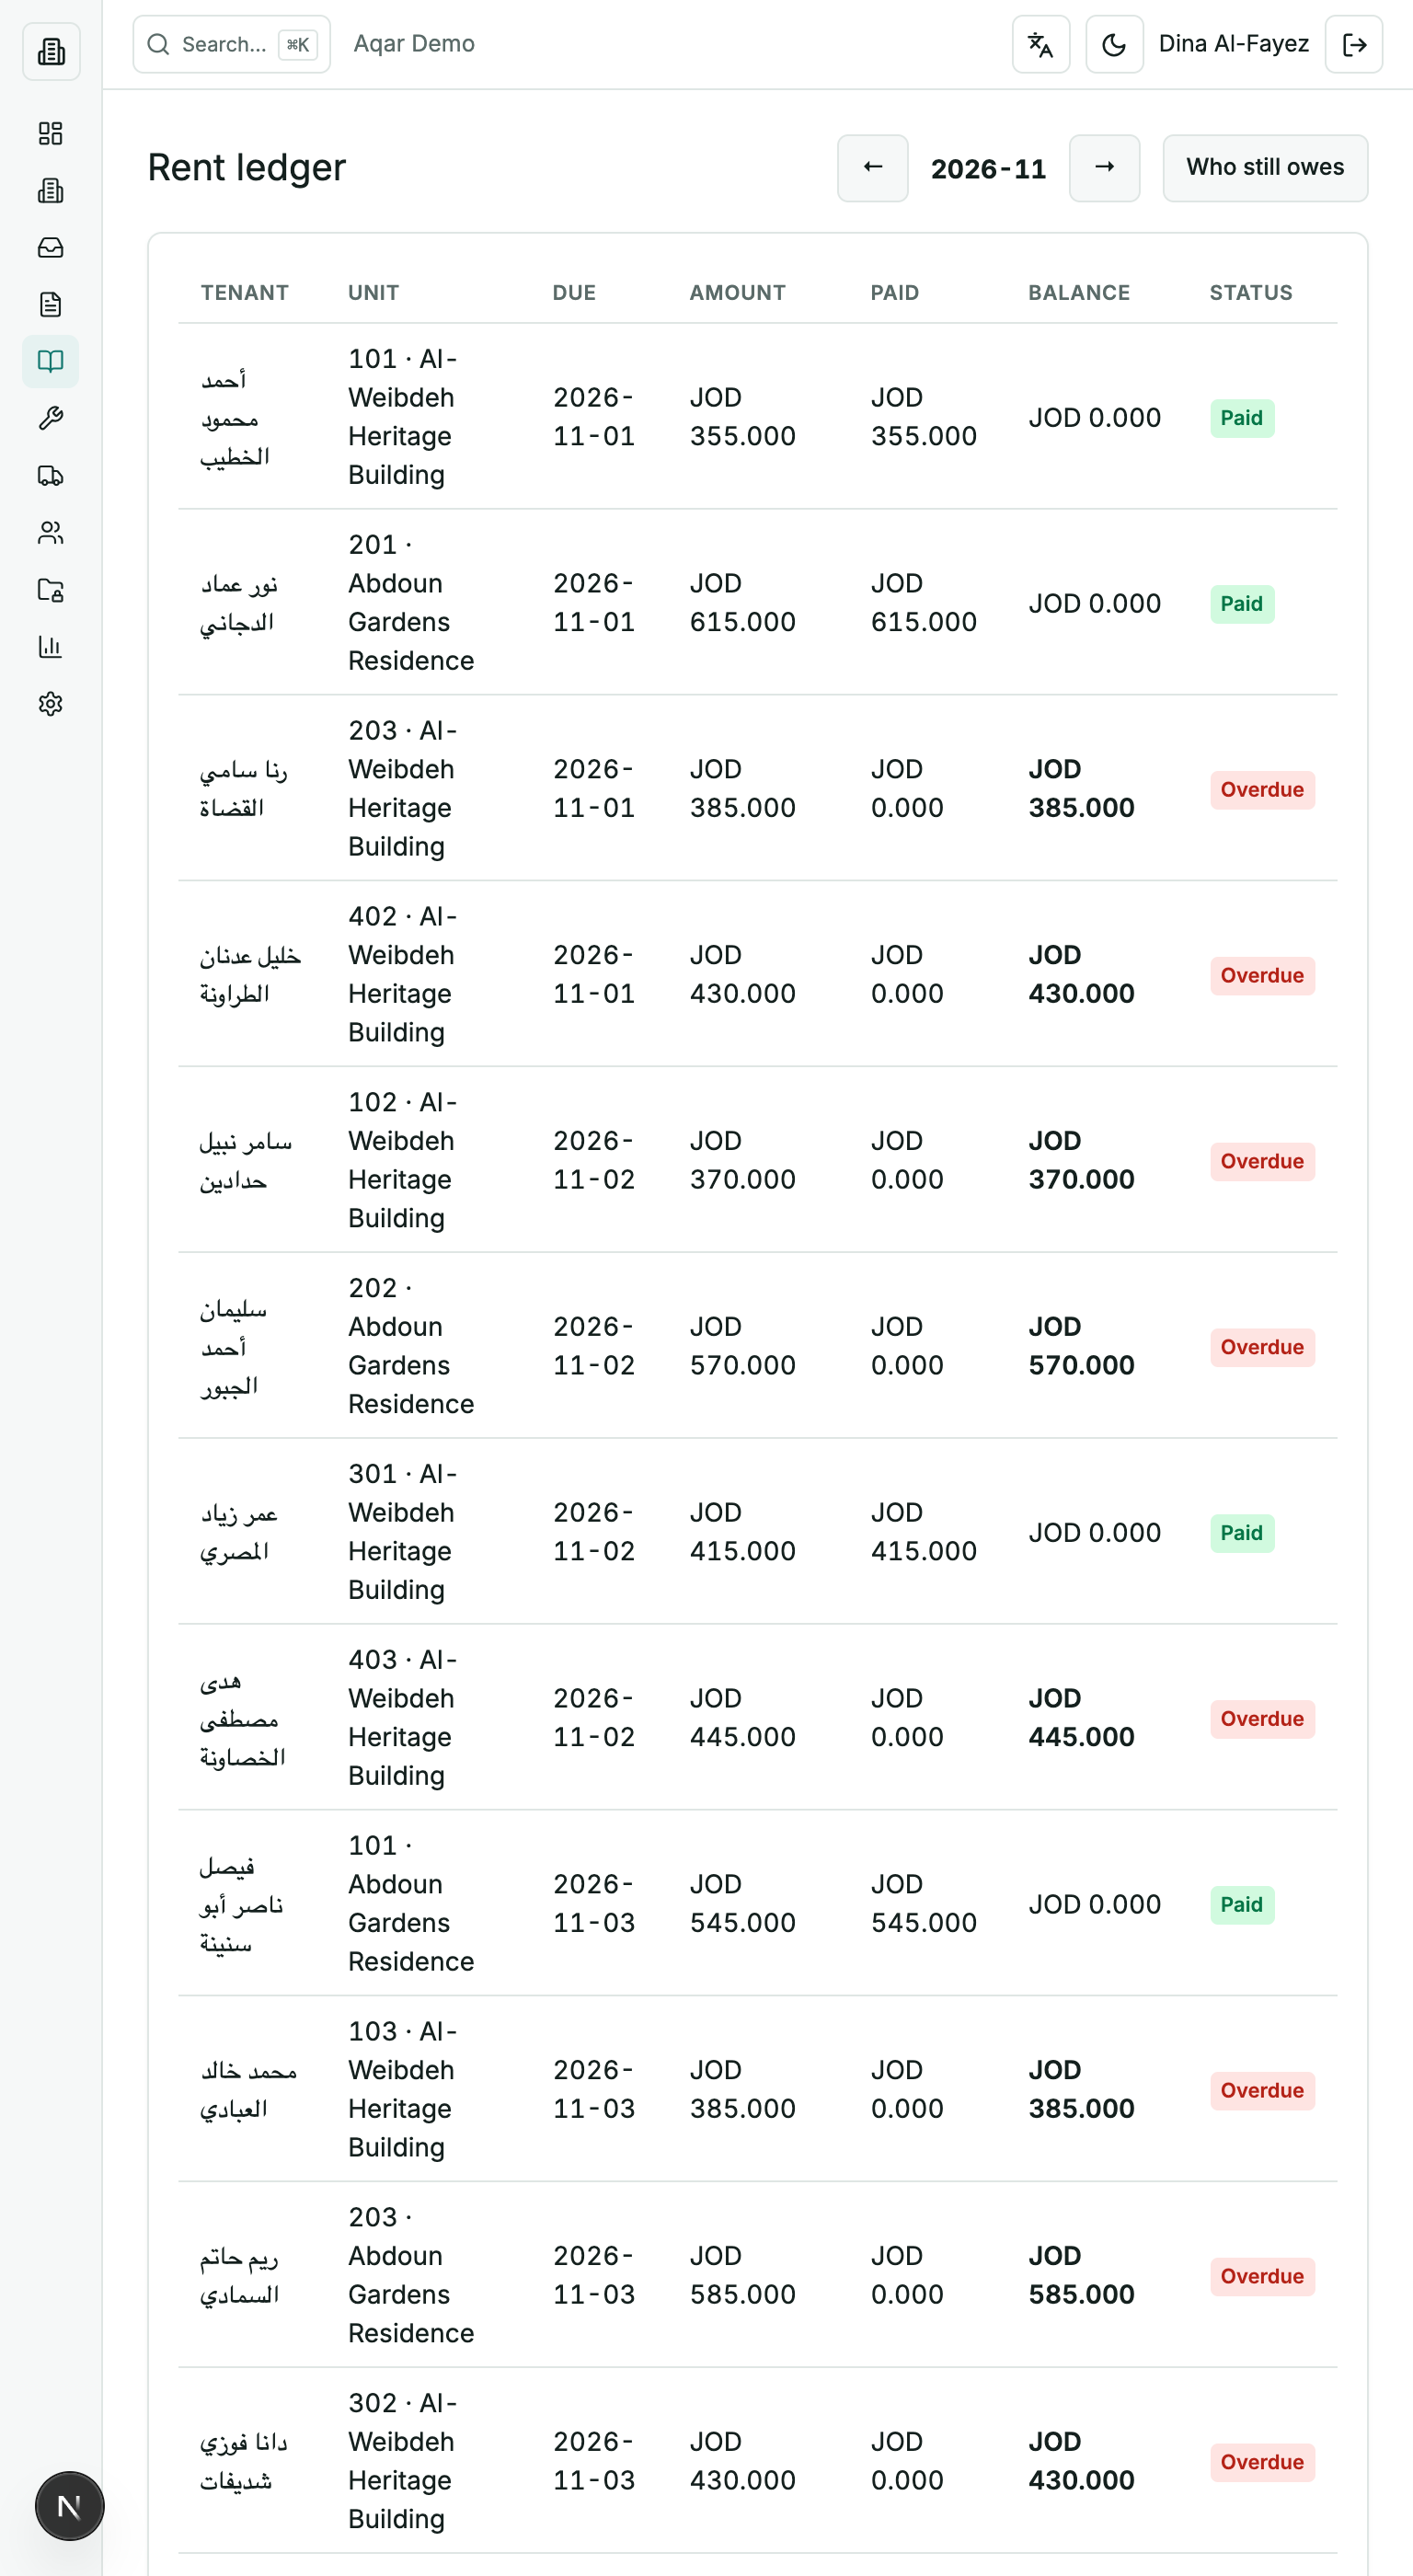 Search... ⌘K Aqar Demo Dina Al-Fayez
Rent ledger ← 2026-11 → Who still owes
TENANT UNIT DUE AMOUNT PAID BALANCE STATUS
أحمد محمود الخطيب 101 · Al-Weibdeh Heritage Building 2026-11-01 JOD 355.000 JOD 355.000 JOD 0.000 Paid
نور عماد الدجاني 201 · Abdoun Gardens Residence 2026-11-01 JOD 615.000 JOD 615.000 JOD 0.000 Paid
رنا سامي القضاة 203 · Al-Weibdeh Heritage Building 2026-11-01 JOD 385.000 JOD 0.000 JOD 385.000 Overdue
خليل عدنان الطراونة 402 · Al-Weibdeh Heritage Building 2026-11-01 JOD 430.000 JOD 0.000 JOD 430.000 Overdue
سامر نبيل حدادين 102 · Al-Weibdeh Heritage Building 2026-11-02 JOD 370.000 JOD 0.000 JOD 370.000 Overdue
سليمان أحمد الجبور 202 · Abdoun Gardens Residence 2026-11-02 JOD 570.000 JOD 0.000 JOD 570.000 Overdue
عمر زياد المصري 301 · Al-Weibdeh Heritage Building 2026-11-02 JOD 415.000 JOD 415.000 JOD 0.000 Paid
هدى مصطفى الخصاونة 403 · Al-Weibdeh Heritage Building 2026-11-02 JOD 445.000 JOD 0.000 JOD 445.000 Overdue
فيصل ناصر أبو سنينة 101 · Abdoun Gardens Residence 2026-11-03 JOD 545.000 JOD 545.000 JOD 0.000 Paid
محمد خالد العبادي 103 · Al-Weibdeh Heritage Building 2026-11-03 JOD 385.000 JOD 0.000 JOD 385.000 Overdue
ريم حاتم السمادي 203 · Abdoun Gardens Residence 2026-11-03 JOD 585.000 JOD 0.000 JOD 585.000 Overdue
دانا فوزي شديفات 302 · Al-Weibdeh Heritage Building 2026-11-03 JOD 430.000 JOD 0.000 JOD 430.000 Overdue
N